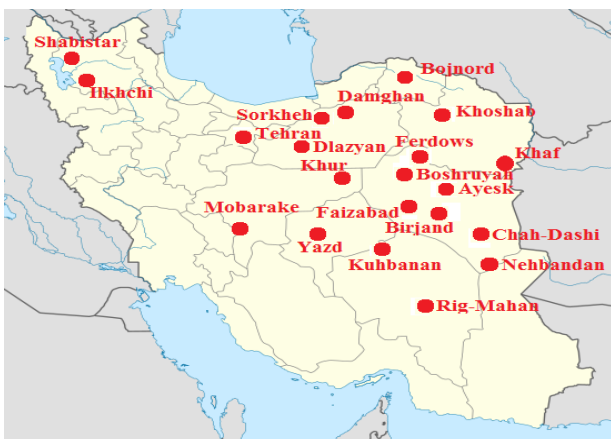 Shabistar
Ilkhchi
Bojnord
Damghan
Sorkheh
Khoshab
Tehran
Dlazyan
Ferdows
Khaf
Khur
Boshruyah
Ayesk
Mobarake
Faizabad
Birjand
Yazd
Chah-Dashi
Kuhbanan
Nehbandan
Rig-Mahan